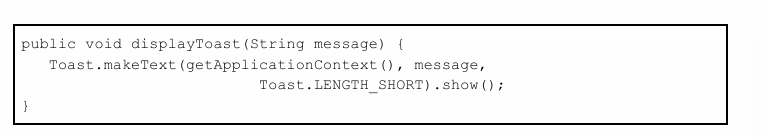 public void displayToast(String message) {
   Toast.makeText(getApplicationContext(), message,
                         Toast.LENGTH_SHORT).show();
}